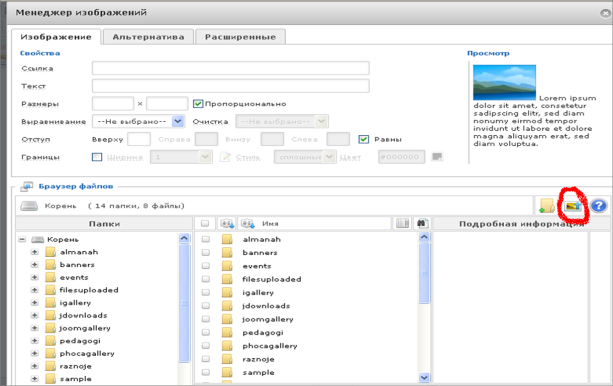 Менеджер изображений
Изображение Альтернатива Расширенные
Свойства
Ссылка
Текст
Размеры × Пропорционально
Выравнивание --Не выбрано-- Очистка --Не выбрано--
Отступ Вверху Справа Внизу Слева Равны
Границы Ширина 1 Стиль сплошные Цвет #000000
Просмотр
Lorem ipsum
dolor sit amet, consetetur
sadipscing elitr, sed diam
nonumy eirmod tempor
invidunt ut labore et dolore
magna aliquyam erat, sed
diam voluptua.
Браузер файлов
Корень ( 14 папки, 8 файлы)
Папки Имя Подробная информация
Корень
almanah
banners
events
filesuploaded
igallery
jdownloads
joomgallery
pedagogi
phocagallery
raznoje
sample
almanah
banners
events
filesuploaded
igallery
jdownloads
joomgallery
pedagogi
phocagallery
raznoje
sample